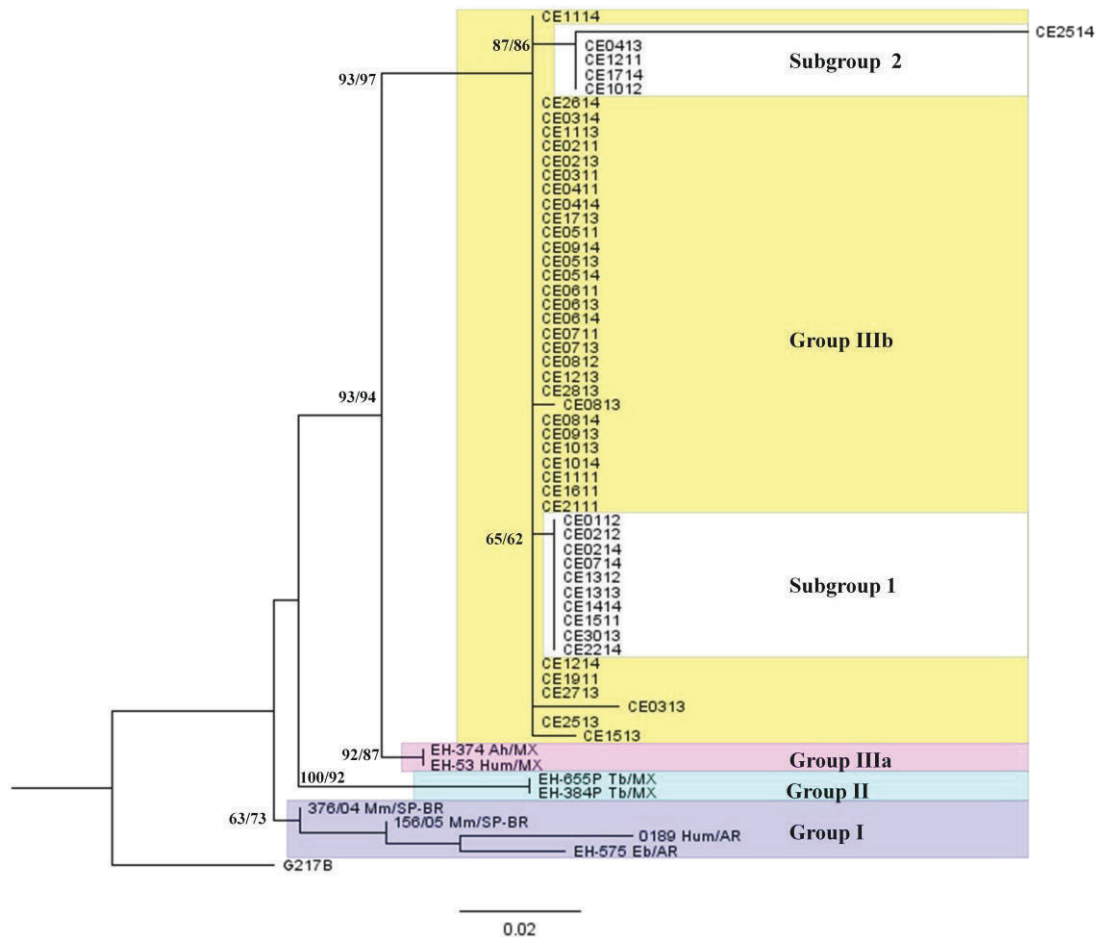 CE1114
CE2514
87/86
CE0413
CE1211
Subgroup 2
CE1714
93/97
CE1012
CE2614
CE0314
CE1113
CE0211
CE0213
CE0311
CE0411
CE0414
CE1713
CE0511
CE0914
CE0513
CE0514
CE0611
CE0613
CE0614
CE0711
Group IIIb
CE0713
CE0812
CE1213
CE2813
93/94
CE0813
CE0814
CE0913
CE1013
CE1014
CE1111
CE1611
CE2111
CE0112
CE0212
65/62
CE0214
CE0714
CE1312
CE1313
Subgroup 1
CE1414
CE1511
CE3013
CE2214
CE1214
CE1911
CE2713
CE0313
CE2513
CE1513
92/87
EH-374 Ah/MX
EH-53 Hum/MX
Group IIIa
100/92
EH-655P Tb/MX
EH-384P Tb/MX
Group II
376/04 Mm/SP-BR
63/73
156/05 Mm/SP-BR
0189 Hum/AR
Group I
EH-575 Eb/AR
G217B
0.02